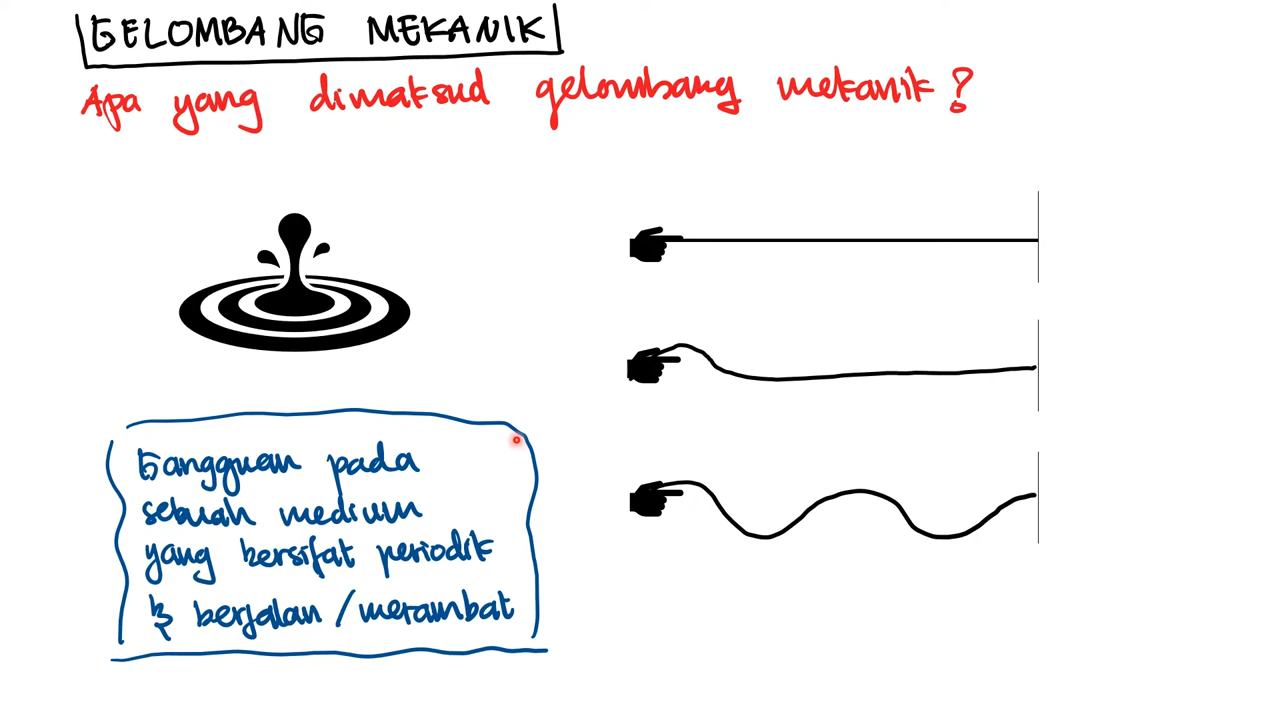 GELOMBANG MEKANIK
Apa yang dimaksud gelombang mekanik?
Gangguan pada
sebuah medium
yang bersifat periodik
& berjalan/merambat